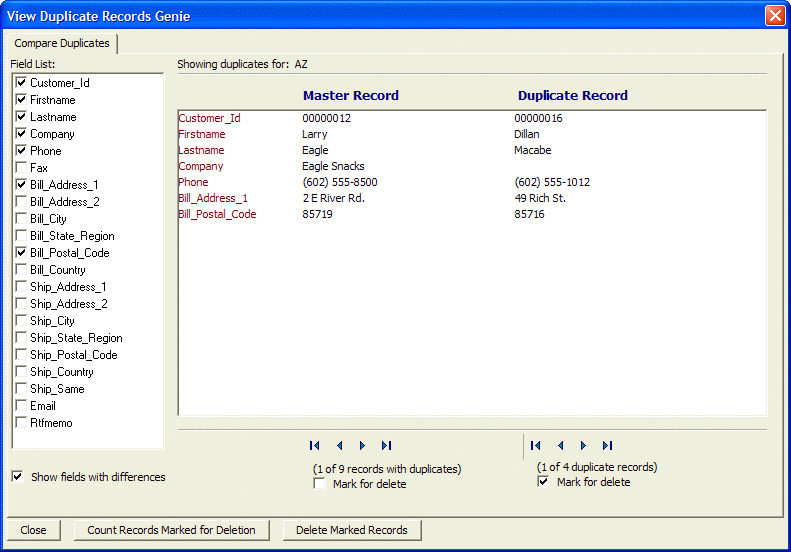 View Duplicate Records Genie
Compare Duplicates
Field List:
Customer_Id
Firstname
Lastname
Company
Phone
Fax
Bill_Address_1
Bill_Address_2
Bill_City
Bill_State_Region
Bill_Postal_Code
Bill_Country
Ship_Address_1
Ship_Address_2
Ship_City
Ship_State_Region
Ship_Postal_Code
Ship_Country
Ship_Same
Email
Rtfmemo
Show fields with differences
Showing duplicates for: AZ
Master Record Duplicate Record
Customer_Id 00000012 00000016
Firstname Larry Dillan
Lastname Eagle Macabe
Company Eagle Snacks
Phone (602) 555-8500 (602) 555-1012
Bill_Address_1 2 E River Rd. 49 Rich St.
Bill_Postal_Code 85719 85716
(1 of 9 records with duplicates)
Mark for delete
(1 of 4 duplicate records)
Mark for delete
Close Count Records Marked for Deletion Delete Marked Records